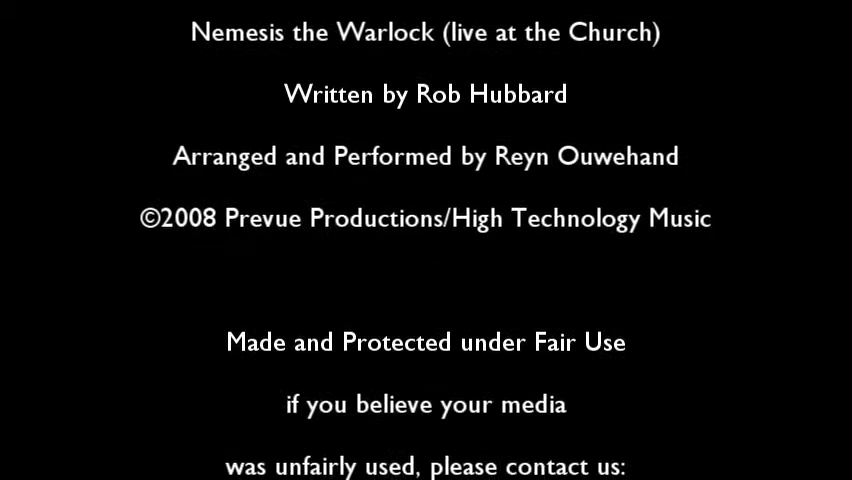 Nemesis the Warlock (live at the Church)
Written by Rob Hubbard
Arranged and Performed by Reyn Ouwehand
©2008 Prevue Productions/High Technology Music
Made and Protected under Fair Use
if you believe your media
was unfairly used, please contact us: